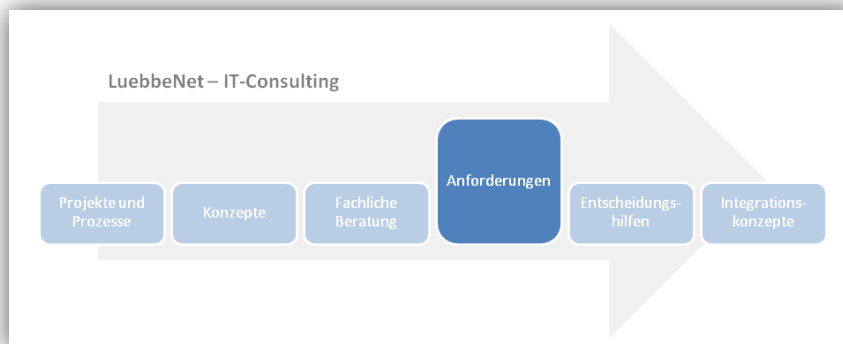 LuebbeNet – IT-Consulting
Projekte und
Prozesse
Konzepte
Fachliche
Beratung
Anforderungen
Entscheidungs-
hilfen
Integrations-
konzepte